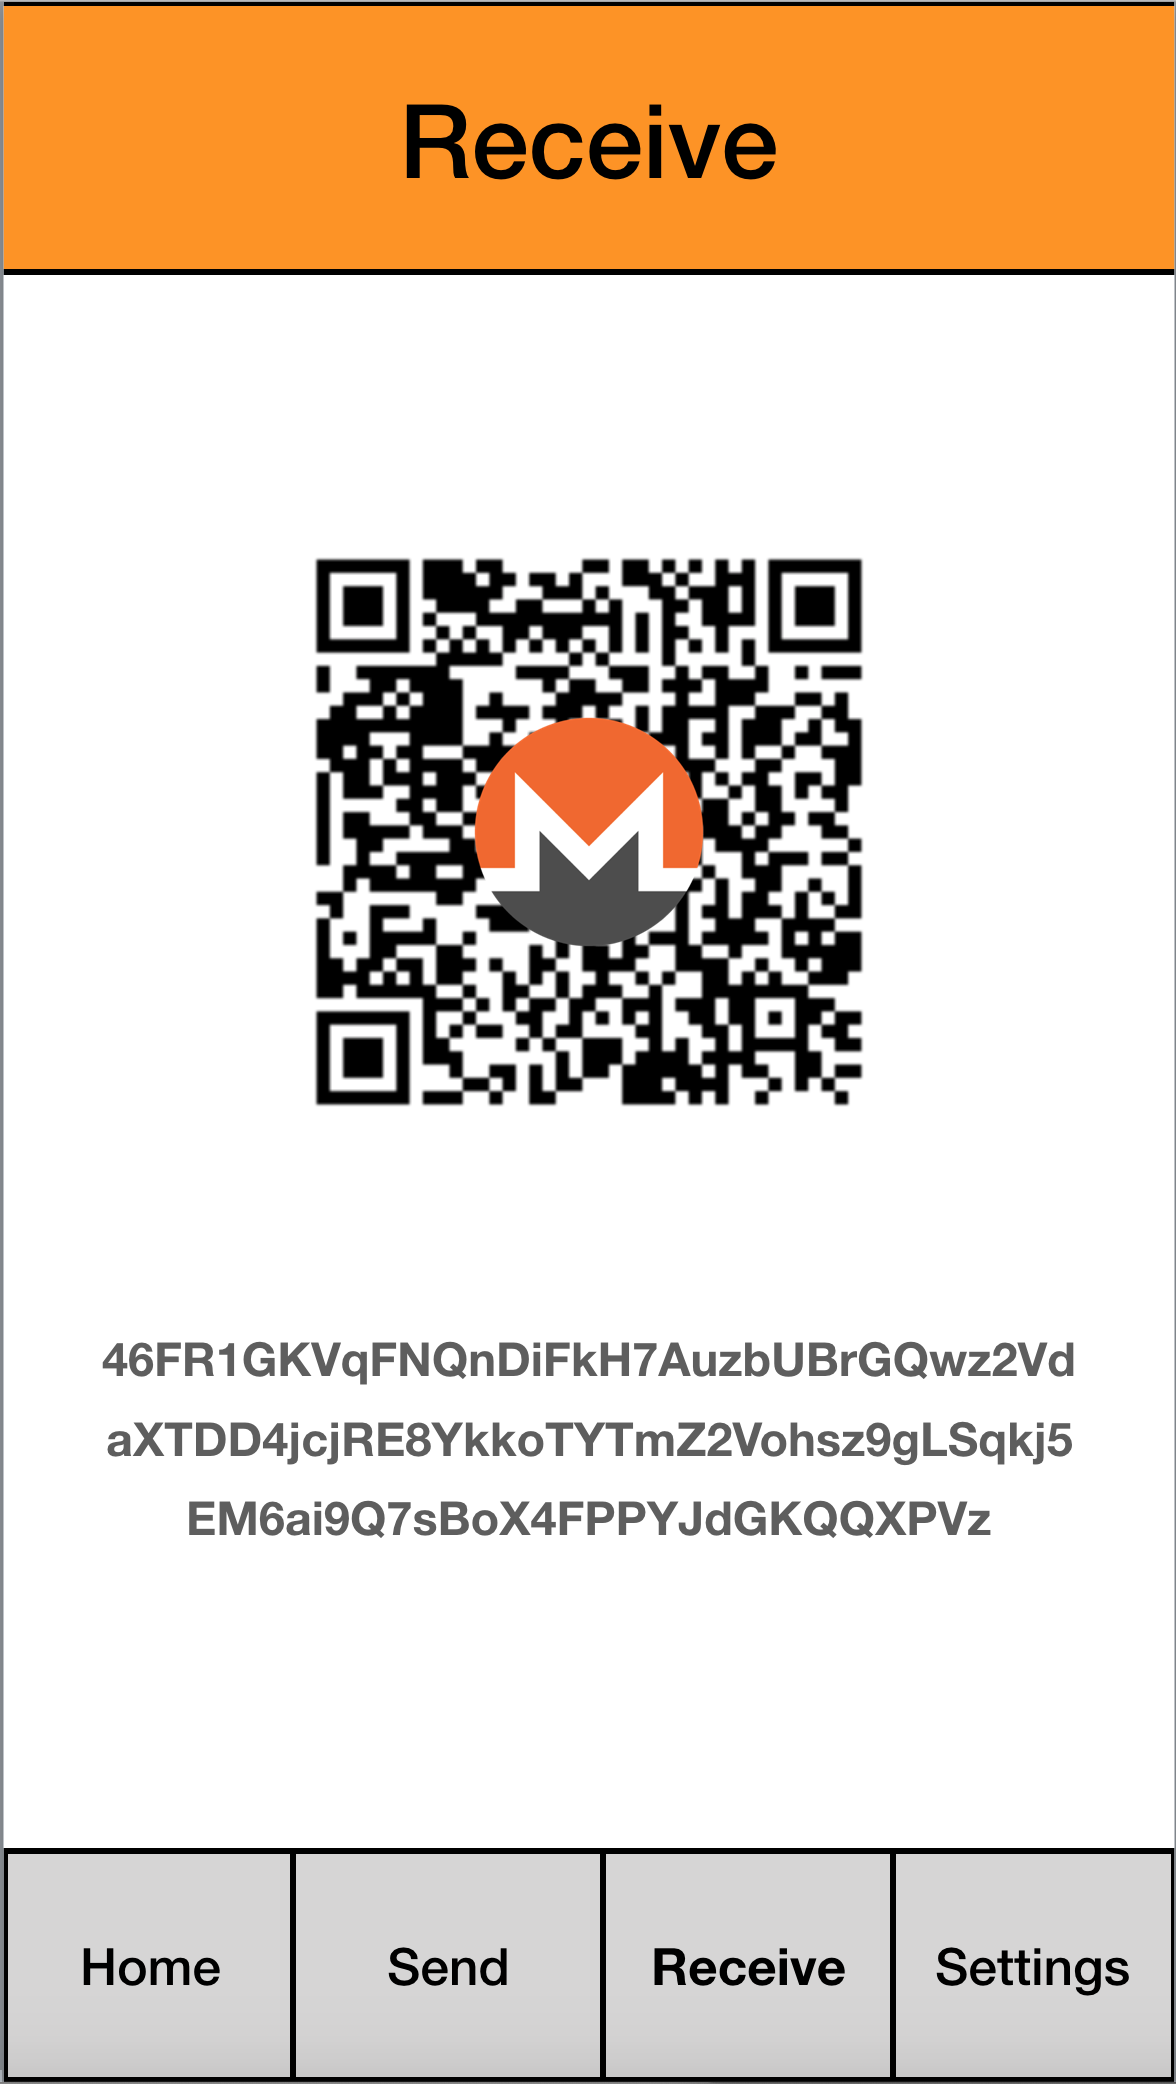 Receive
46FR1GKVqFNQnDiFkH7AuzbUBrGQwz2Vd
aXTDD4jcjRE8YkkoTYTmZ2Vohsz9gLSqkj5
EM6ai9Q7sBoX4FPPYJdGKQQXPVz
Home
Send
Receive
Settings